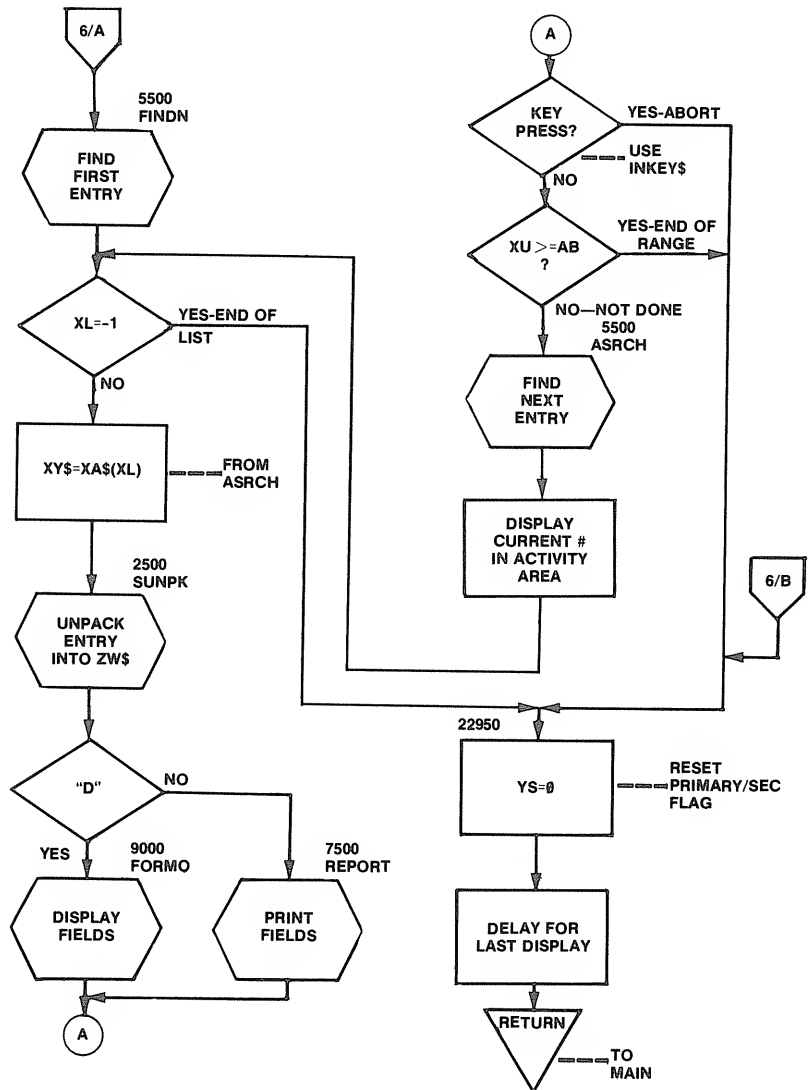 6/A
5500
FINDN
FIND
FIRST
ENTRY
XL=-1
YES-END OF
LIST
NO
XY$=XA$(XL)
FROM
ASRCH
2500
SUNPK
UNPACK
ENTRY
INTO ZW$
"D"
NO
YES
9000
FORMO
7500
REPORT
DISPLAY
FIELDS
PRINT
FIELDS
A
A
KEY
PRESS?
YES-ABORT
USE
INKEY$
NO
XU >=AB
?
YES-END OF
RANGE
NO—NOT DONE
5500
ASRCH
FIND
NEXT
ENTRY
DISPLAY
CURRENT #
IN ACTIVITY
AREA
6/B
22950
YS=0
RESET
PRIMARY/SEC
FLAG
DELAY FOR
LAST DISPLAY
RETURN
TO
MAIN